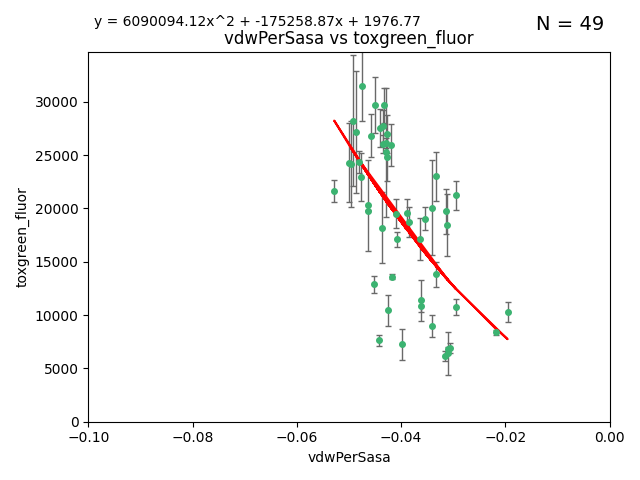 y = 6090094.12x^2 + -175258.87x + 1976.77
N = 49
vdwPerSasa vs toxgreen_fluor
30000
25000
20000
15000
10000
5000
0
toxgreen_fluor
−0.10
−0.08
−0.06
−0.04
−0.02
0.00
vdwPerSasa